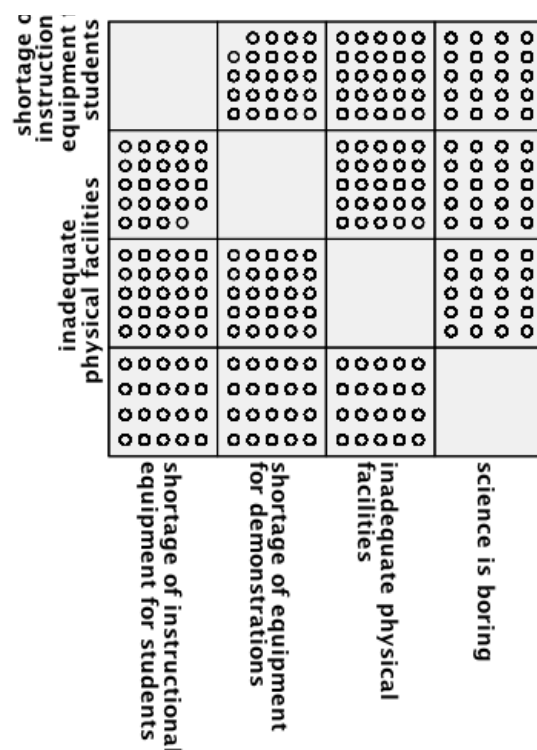 shortage
instruction
equipment
students
inadequate
physical facilities
shortage of instructional
equipment for students
shortage of equipment
for demonstrations
inadequate physical
facilities
science is boring